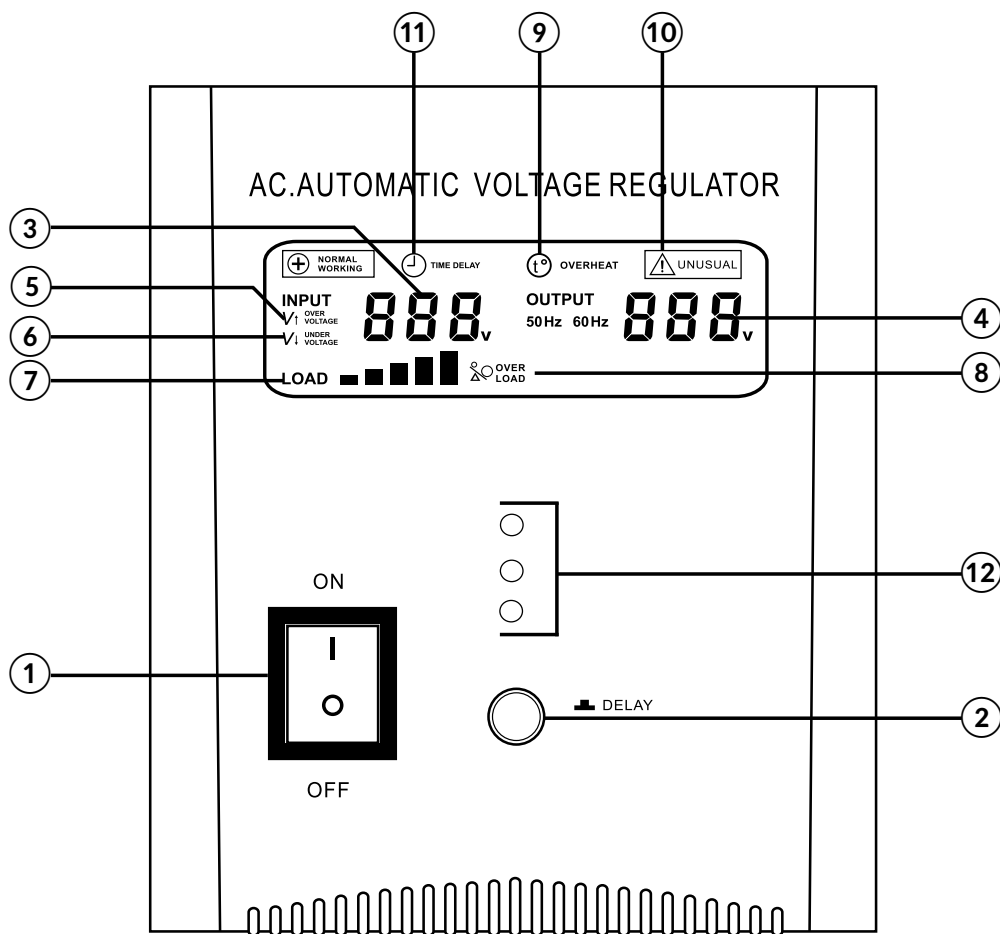 11 9 10
AC.AUTOMATIC VOLTAGE REGULATOR
3
NORMAL
WORKING
TIME DELAY
t° OVERHEAT
UNUSUAL
5
INPUT
V↑ OVER
VOLTAGE
888v
OUTPUT
50Hz 60Hz
888v
4
6
V↓ UNDER
VOLTAGE
7
LOAD
OVER
LOAD
8
12
ON
I
O
OFF
1
DELAY
2